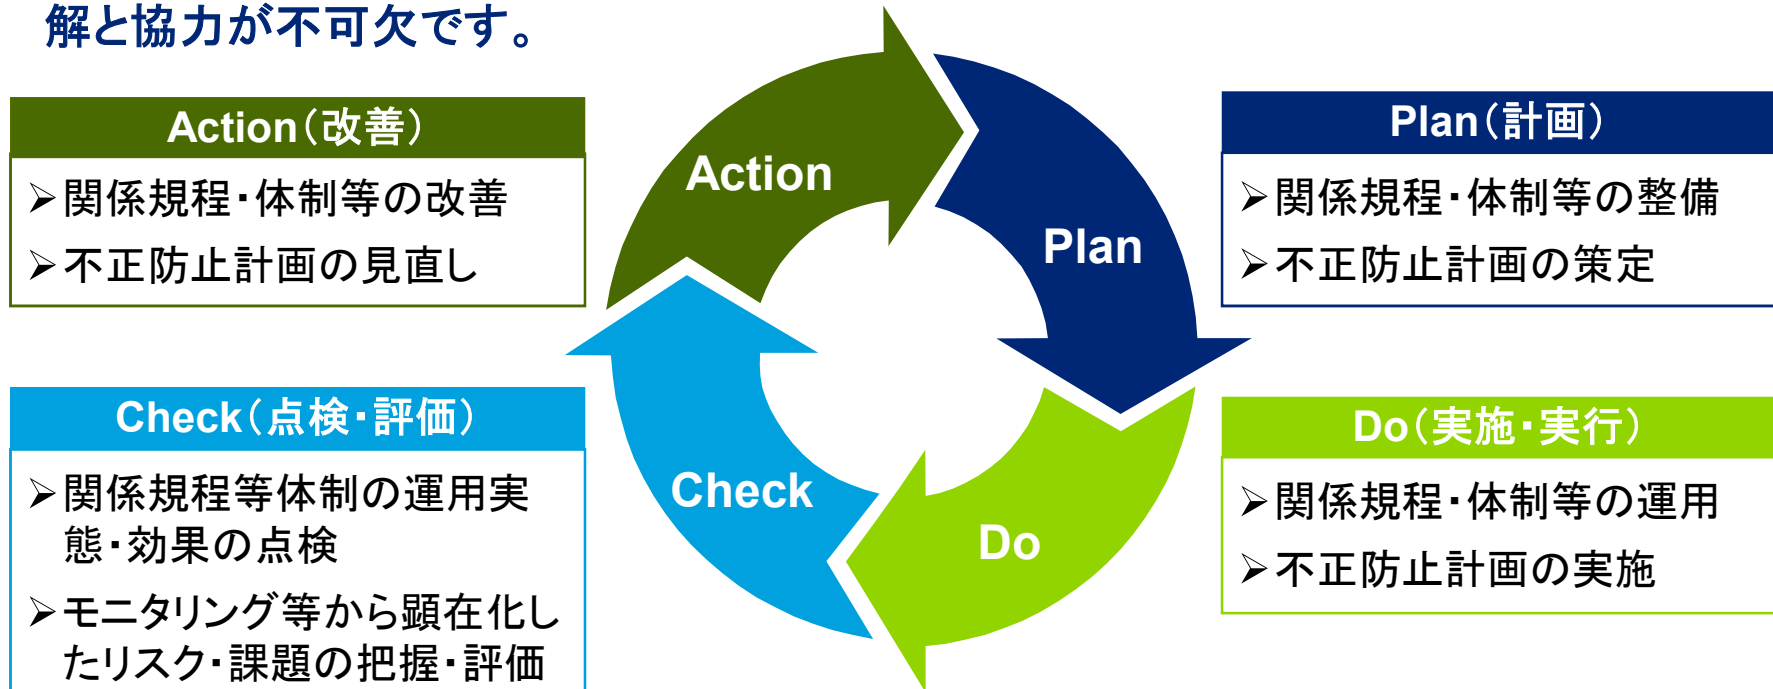 解と協力が不可欠です。
Action（改善）
➢関係規程・体制等の改善
➢不正防止計画の見直し
Action
Plan
Plan（計画）
➢関係規程・体制等の整備
➢不正防止計画の策定
Check（点検・評価）
➢関係規程等体制の運用実
態・効果の点検
➢モニタリング等から顕在化し
たリスク・課題の把握・評価
Check
Do
Do（実施・実行）
➢関係規程・体制等の運用
➢不正防止計画の実施